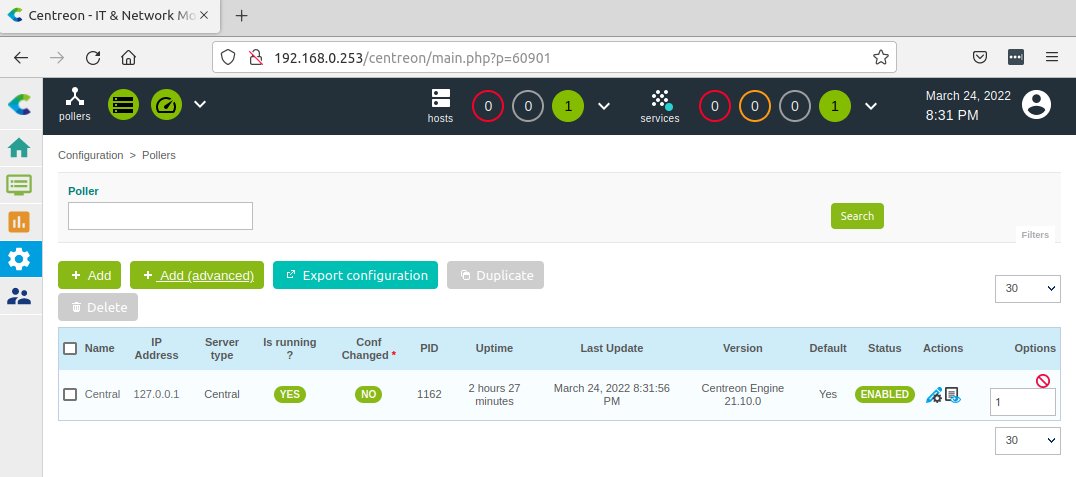 Centreon - IT & Network Mo
192.168.0.253/centreon/main.php?p=60901
pollers
hosts
0
0
1
services
0
0
0
1
March 24, 2022
8:31 PM
Configuration > Pollers
Poller
Search
Filters
Add
Add (advanced)
Export configuration
Duplicate
30
Delete
Name
IP Address
Server type
Is running ?
Conf Changed *
PID
Uptime
Last Update
Version
Default
Status
Actions
Options
Central
127.0.0.1
Central
YES
NO
1162
2 hours 27 minutes
March 24, 2022 8:31:56 PM
Centreon Engine 21.10.0
Yes
ENABLED
1
30